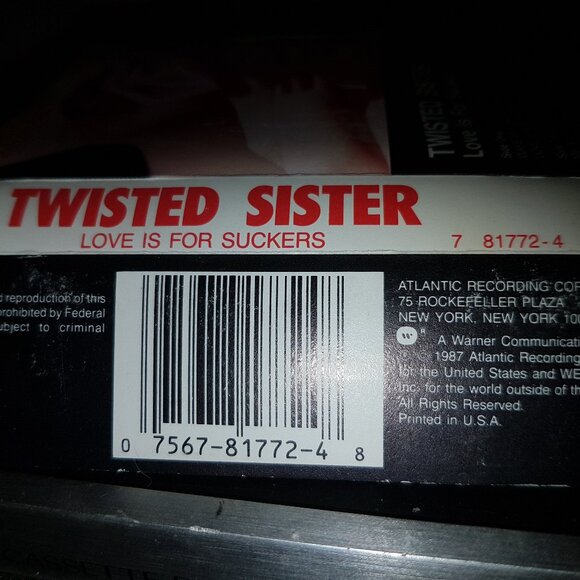 TWISTED SISTER
Love is For
TWISTED SISTER
LOVE IS FOR SUCKERS
7 81772-4
d reproduction of this
prohibited by Federal
ubject to criminal
0 7567-81772-4 8
ATLANTIC RECORDING COR
75 ROCKEFELLER PLAZA
NEW YORK, NEW YORK 100
W ®
A Warner Communicati
1987 Atlantic Recording
for the United States and WE
Inc. for the world outside of th
All Rights Reserved.
Printed in U.S.A.